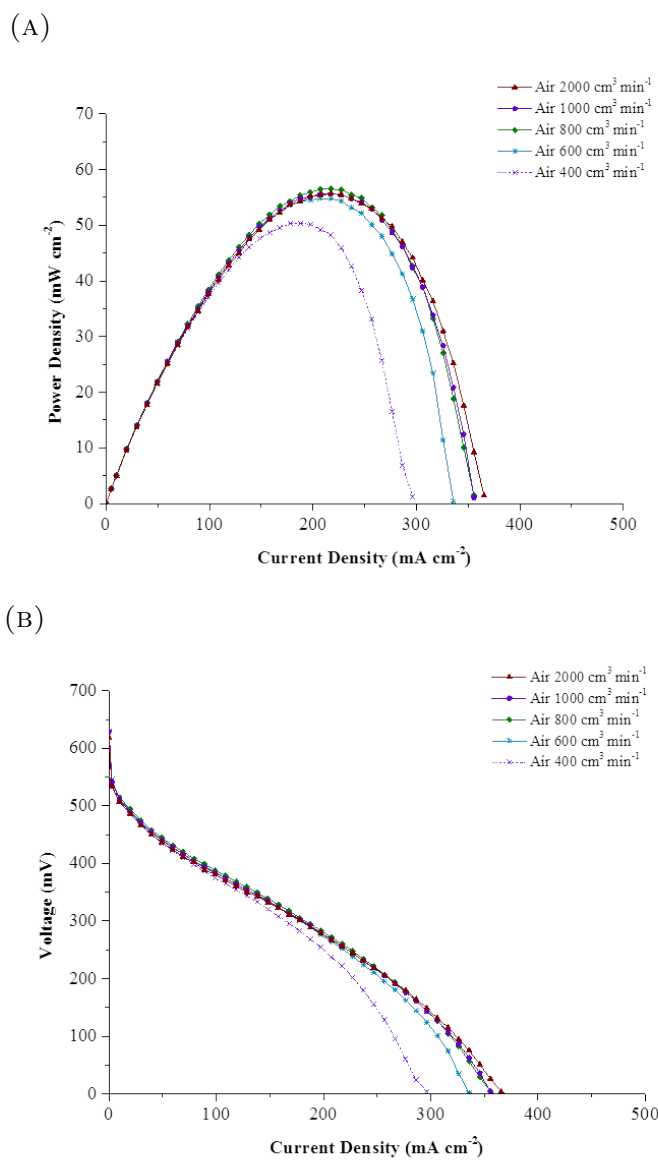 (A)
Air 2000 cm³ min⁻¹
Air 1000 cm³ min⁻¹
Air 800 cm³ min⁻¹
Air 600 cm³ min⁻¹
Air 400 cm³ min⁻¹
70
60
50
40
30
20
10
0
Power Density (mW cm⁻²)
0 100 200 300 400 500
Current Density (mA cm⁻²)
(B)
Air 2000 cm³ min⁻¹
Air 1000 cm³ min⁻¹
Air 800 cm³ min⁻¹
Air 600 cm³ min⁻¹
Air 400 cm³ min⁻¹
700
600
500
400
300
200
100
0
Voltage (mV)
0 100 200 300 400 500
Current Density (mA cm⁻²)